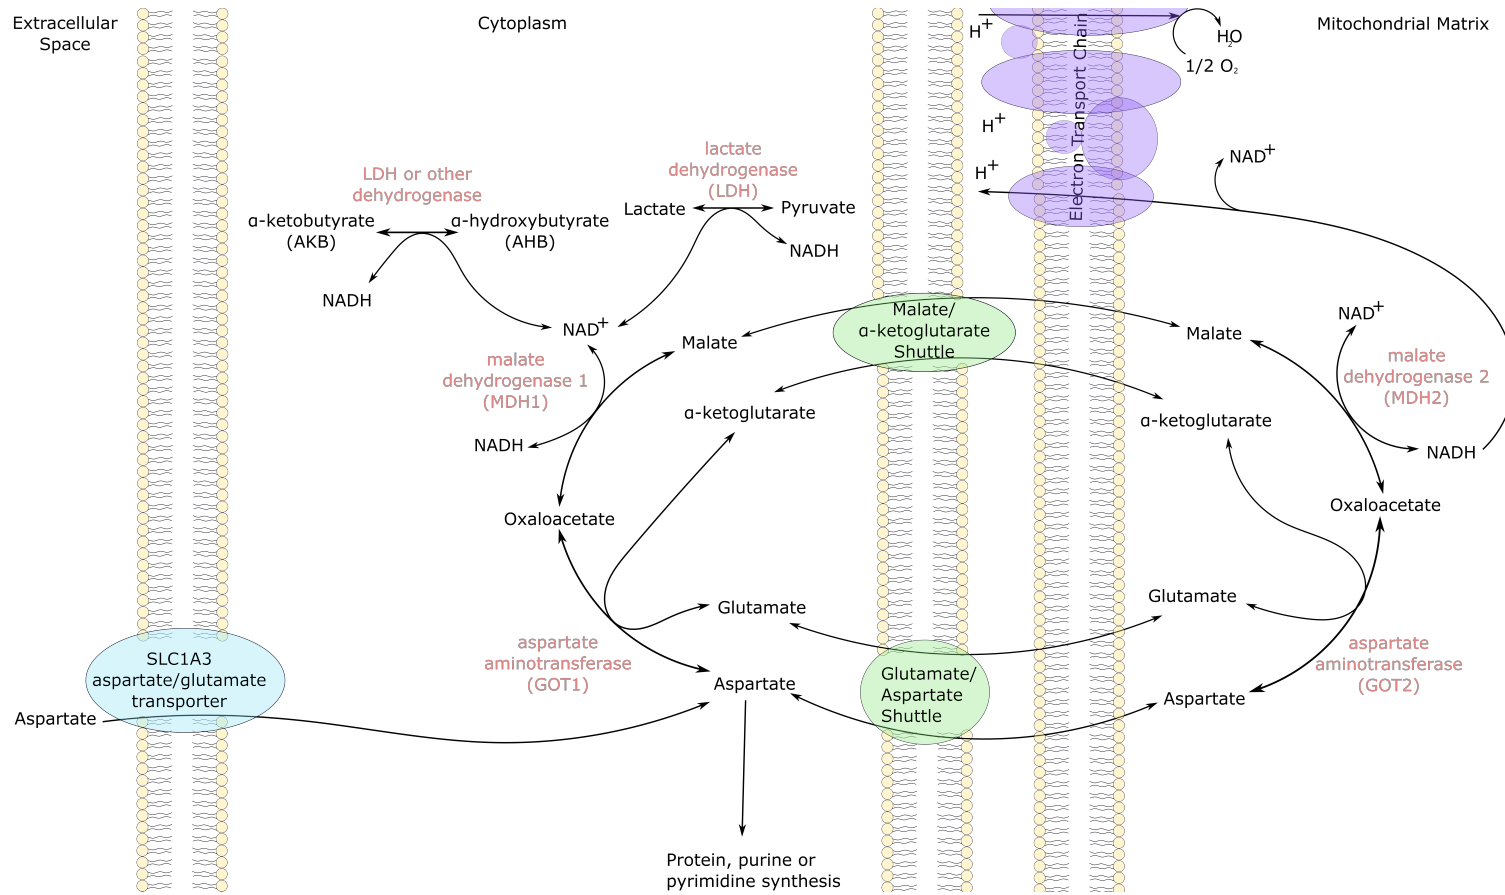 Extracellular
Space
Cytoplasm
Mitochondrial Matrix
H+
H2O
1/2 O2
Electron Transport Chain
H+
H+
NAD+
LDH or other
dehydrogenase
α-ketobutyrate
(AKB)
α-hydroxybutyrate
(AHB)
NADH
lactate
dehydrogenase
(LDH)
Lactate
Pyruvate
NADH
NAD+
malate
dehydrogenase 1
(MDH1)
NADH
Malate
Malate/
α-ketoglutarate
Shuttle
Malate
NAD+
malate
dehydrogenase 2
(MDH2)
NADH
α-ketoglutarate
α-ketoglutarate
Oxaloacetate
Oxaloacetate
Glutamate
Glutamate
aspartate
aminotransferase
(GOT1)
aspartate
aminotransferase
(GOT2)
SLC1A3
aspartate/glutamate
transporter
Aspartate
Aspartate
Glutamate/
Aspartate
Shuttle
Aspartate
Protein, purine or
pyrimidine synthesis